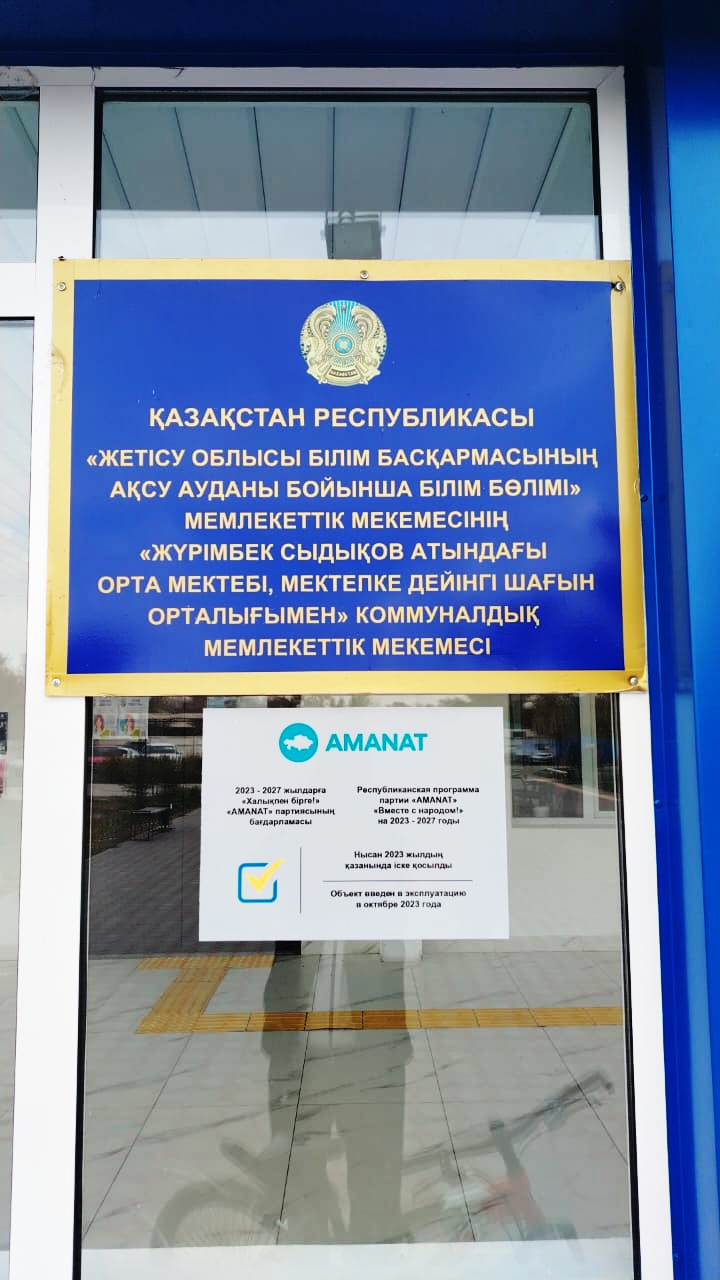 ҚАЗАҚСТАН РЕСПУБЛИКАСЫ
«ЖЕТІСУ ОБЛЫСЫ БІЛІМ БАСҚАРМАСЫНЫҢ
АҚСУ АУДАНЫ БОЙЫНША БІЛІМ БӨЛІМІ»
МЕМЛЕКЕТТІК МЕКЕМЕСІНІҢ
«ЖҮРІМБЕК СЫДЫҚОВ АТЫНДАҒЫ
ОРТА МЕКТЕБІ, МЕКТЕПКЕ ДЕЙІНГІ ШАҒЫН
ОРТАЛЫҒЫМЕН» КОММУНАЛДЫҚ
МЕМЛЕКЕТТІК МЕКЕМЕСІ
AMANAT
2023 - 2027 жылдарға
«Халықпен бірге!»
«AMANAT» партиясының
бағдарламасы
Республиканская программа
партии «AMANAT»
«Вместе с народом!»
на 2023 - 2027 годы
Нысан 2023 жылдың
қазанында іске қосылды
Объект введен в эксплуатацию
в октябре 2023 года